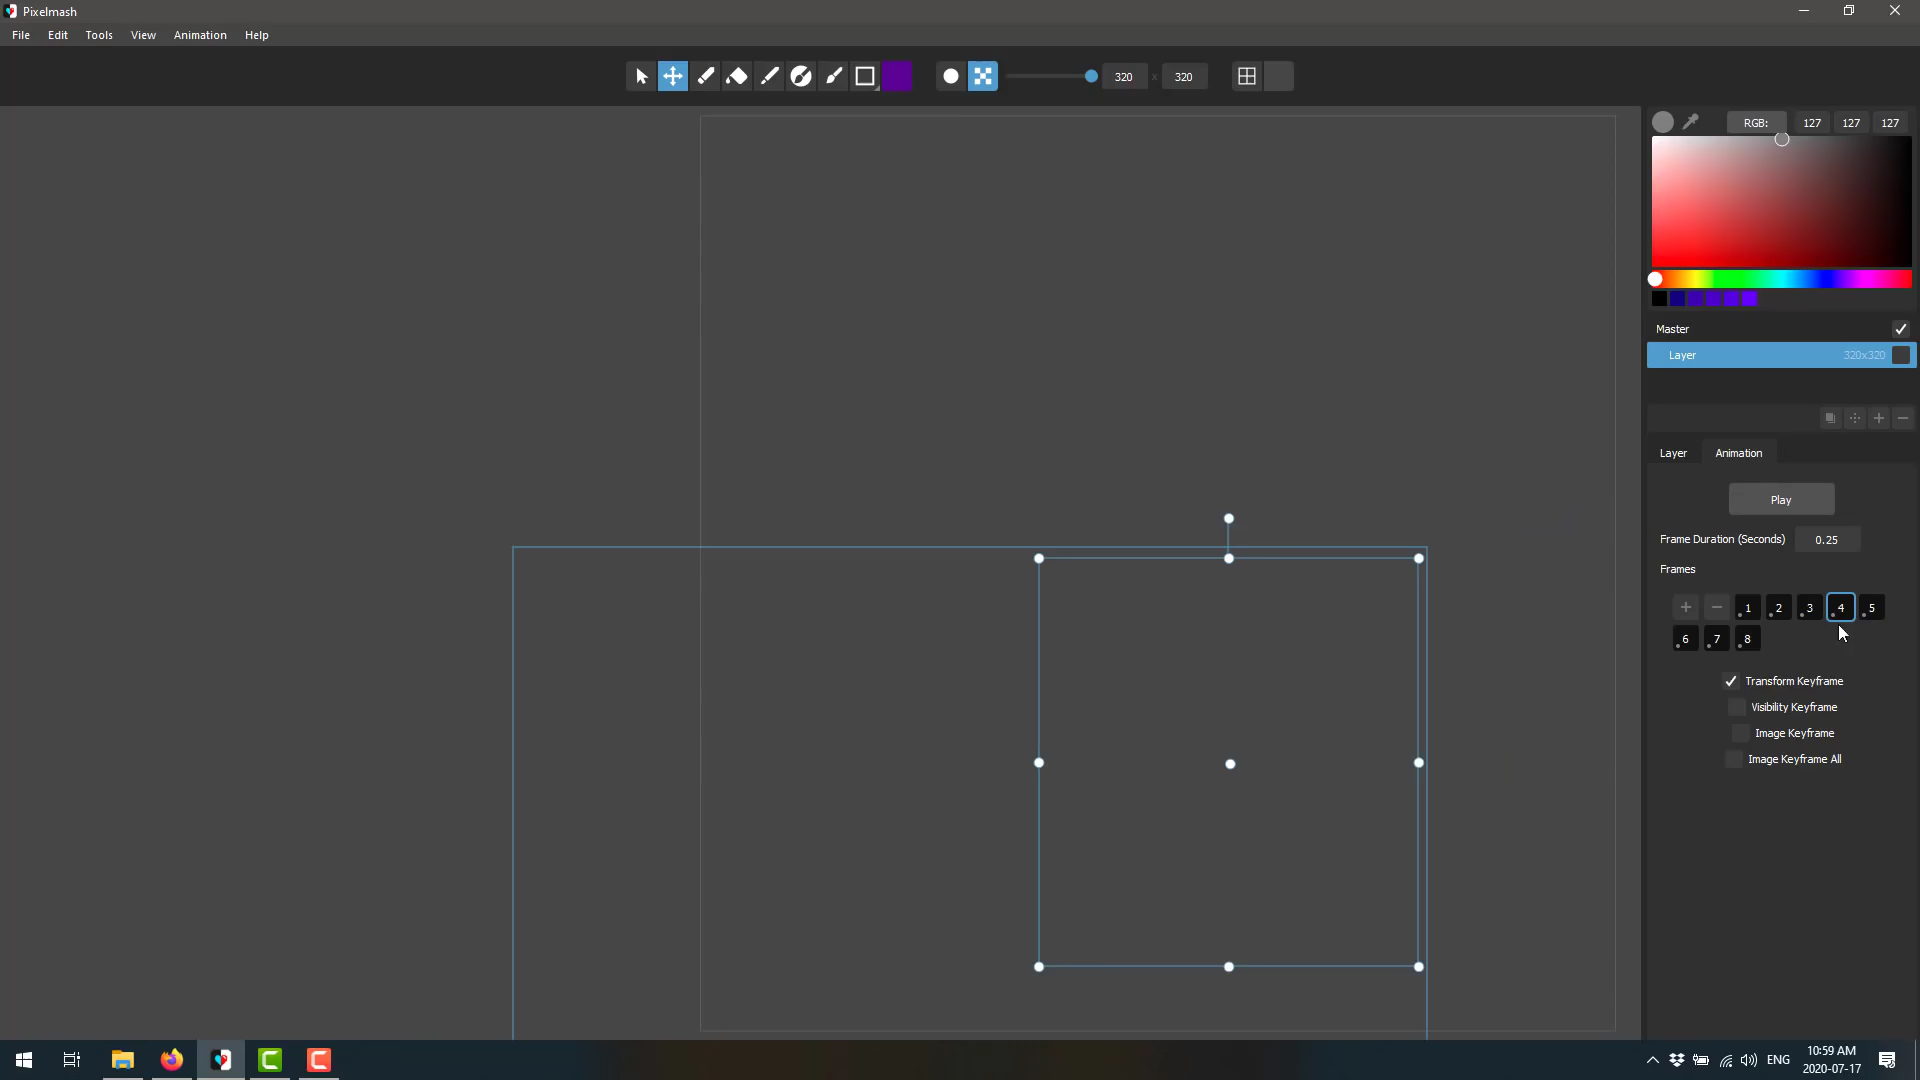 Pixelmash
File Edit Tools View Animation Help
320 x 320
RGB: 127 127 127
Master
Layer 320x320
Layer Animation
Play
Frame Duration (Seconds) 0.25
Frames
+ − 1 2 3 4 5
6 7 8
Transform Keyframe
Visibility Keyframe
Image Keyframe
Image Keyframe All
ENG
10:59 AM
2020-07-17